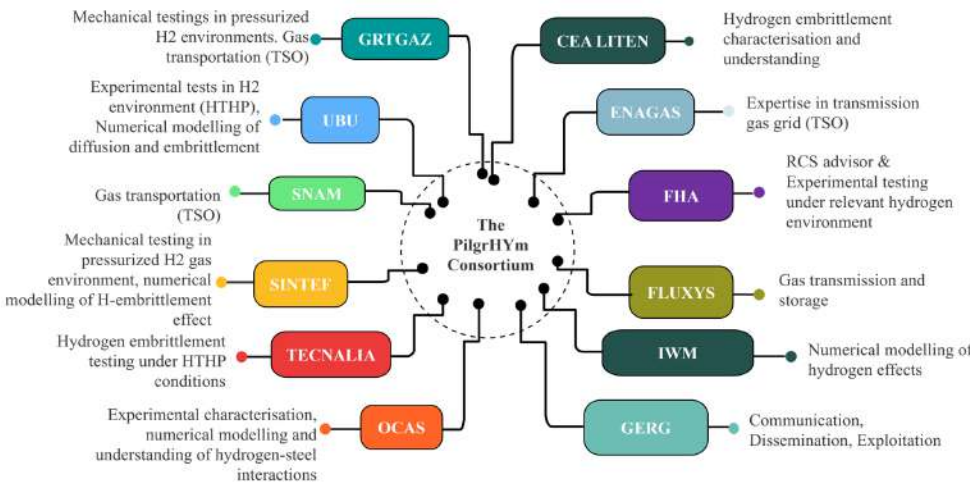 Mechanical testings in pressurized
H2 environments. Gas
transportation (TSO)
GRTGAZ
CEA LITEN
Hydrogen embrittlement
characterisation and
understanding
Experimental tests in H2
environment (HTHP),
Numerical modelling of
diffusion and embrittlement
UBU
ENAGAS
Expertise in transmission
gas grid (TSO)
Gas transportation
(TSO)
SNAM
FHA
RCS advisor &
Experimental testing
under relevant hydrogen
environment
The
PilgrHYm
Consortium
Mechanical testing in
pressurized H2 gas
environment, numerical
modelling of H-embrittlement
effect
SINTEF
FLUXYS
Gas transmission and
storage
Hydrogen embrittlement
testing under HTHP
conditions
TECNALIA
IWM
Numerical modelling of
hydrogen effects
Experimental characterisation,
numerical modelling and
understanding of hydrogen-steel
interactions
OCAS
GERG
Communication,
Dissemination, Exploitation